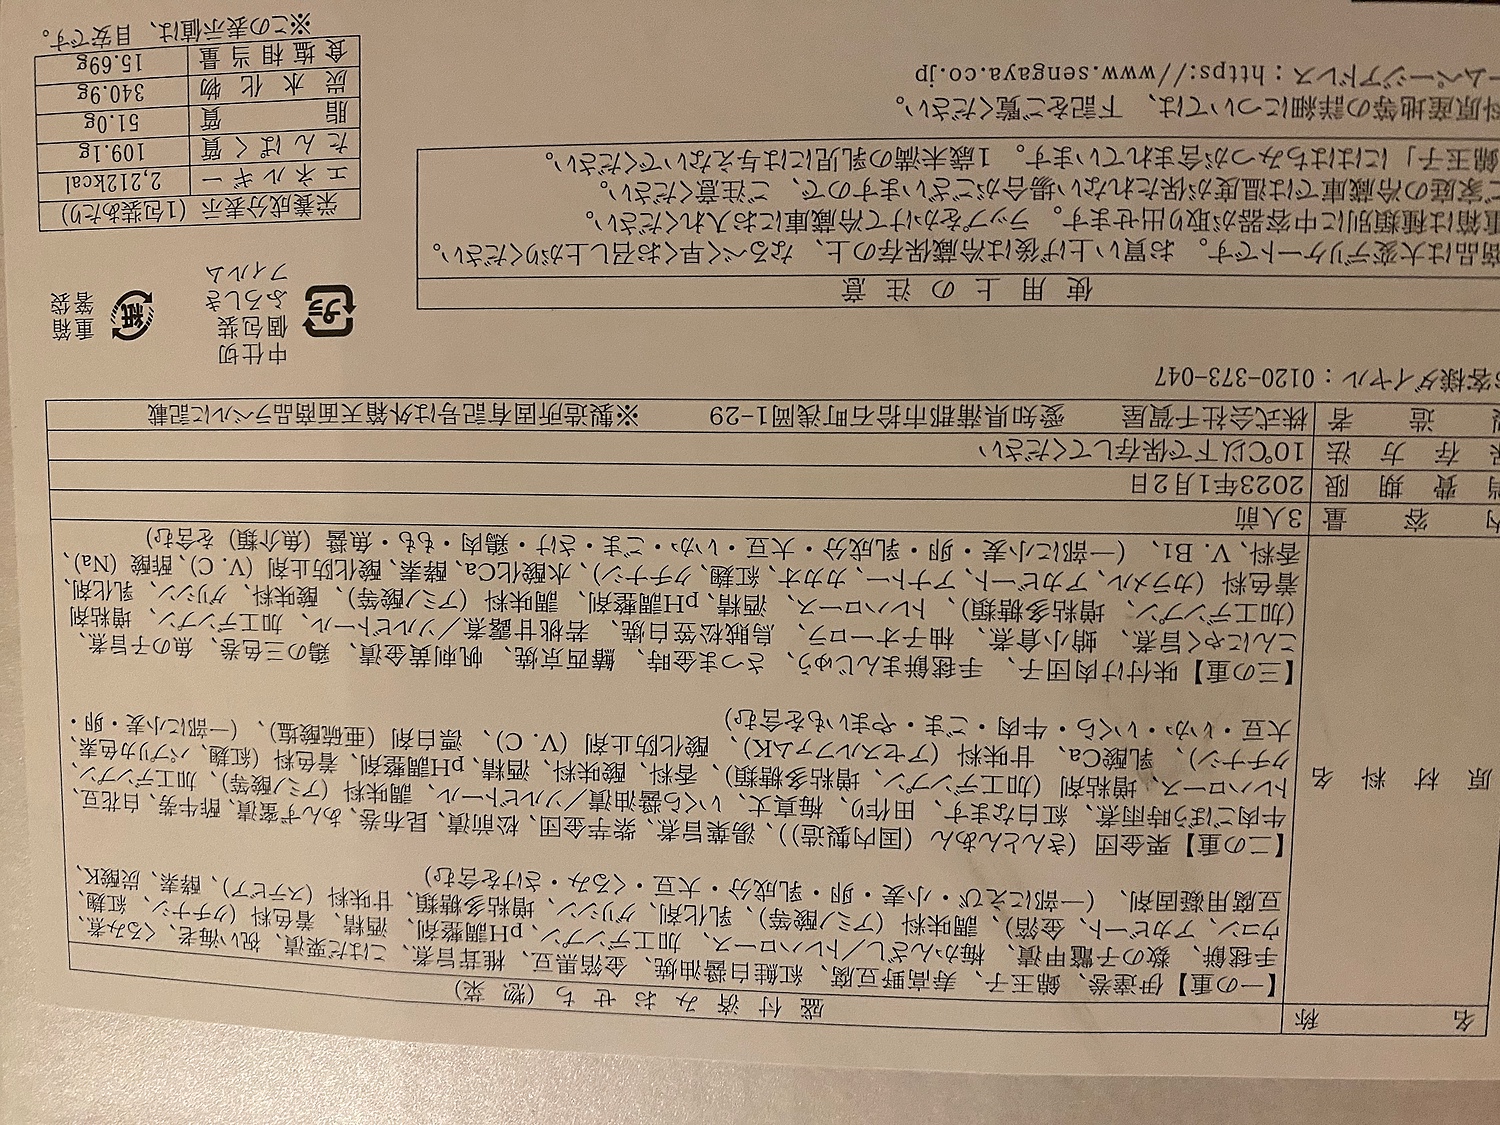 名称 盛付済みおせち（惣菜）
原材料名
【一の重】伊達巻、錦玉子、寿高野豆腐、紅鮭白醤油焼、金箔黒豆、椎茸旨煮、こはだ粟漬、祝い海老、くるみ煮、
手毬餅、数の子鼈甲漬、梅かんざし／トレハロース、加工デンプン、pH調整剤、酒精、着色料（クチナシ、紅麹、
ウコン、アカビート、金箔）、調味料（アミノ酸等）、乳化剤、グリシン、増粘多糖類、甘味料（ステビア）、酵素、炭酸K、
豆腐用凝固剤、（一部にえび・小麦・卵・乳成分・大豆・くるみ・さけを含む）
【二の重】栗金団（きんとんあん（国内製造））、湯葉旨煮、紫芋金団、松前漬、昆布巻、あんず蜜漬、酢牛蒡、白花豆、
牛肉ごぼう時雨煮、紅白なます、田作り、梅真丈、いくら醤油漬／ソルビトール、調味料（アミノ酸等）、加工デンプン、
トレハロース、増粘剤（加工デンプン、増粘多糖類）、香料、酸味料、酒精、pH調整剤、着色料（紅麹、パプリカ色素、
クチナシ）、乳酸Ca、甘味料（アセスルファムK）、酸化防止剤（V. C）、漂白剤（亜硫酸塩）、（一部に小麦・卵・
大豆・いか・いくら・牛肉・ごま・やまいもを含む）
【三の重】味付け肉団子、手毬餅まんじゅう、さつま金時、鰆西京焼、帆刺黄金漬、鶏の三色巻、魚の子旨煮、
こんにゃく旨煮、蛸小倉煮、柚子オーロラ、烏賊松笠白焼、若桃甘露煮／ソルビトール、加工デンプン、増粘剤
（加工デンプン、増粘多糖類）、トレハロース、酒精、pH調整剤、調味料（アミノ酸等）、酸味料、グリシン、乳化剤、
着色料（カラメル、アカビート、アナトー、カカオ、紅麹、クチナシ）、水酸化Ca、酵素、酸化防止剤（V. C）、酢酸（Na）、
香料、V. B1、（一部に小麦・卵・乳成分・大豆・いか・ごま・さけ・鶏肉・もも・魚醤（魚介類）を含む）
内容量 3人前
消費期限 2023年1月2日
保存方法 10℃以下で保存してください
製造者 株式会社千賀屋 愛知県蒲郡市拾石町浅岡1-29 ※製造所固有記号は外箱天面商品ラベルに記載
お客様ダイヤル：0120-373-047
使用上の注意
商品は大変デリケートです。お買い上げ後は冷蔵保存の上、なるべく早くお召し上がりください。
重箱は種類別に中容器が取り出せます。ラップをかけて冷蔵庫にお入れください。
ご家庭の冷蔵庫では温度が保たれない場合がございますので、ご注意ください。
錦玉子」にははちみつが含まれています。1歳未満の乳児には与えないでください。
料原産地等の詳細については、下記をご覧ください。
ームページアドレス：https://www.sengaya.co.jp
プラ
中仕切
個包装
ふろしき
フィルム
紙
重箱
箸袋
栄養成分表示（1包装あたり）
エネルギー 2,212kcal
たんぱく質 109.1g
脂質 51.0g
炭水化物 340.9g
食塩相当量 15.69g
※この表示値は、目安です。